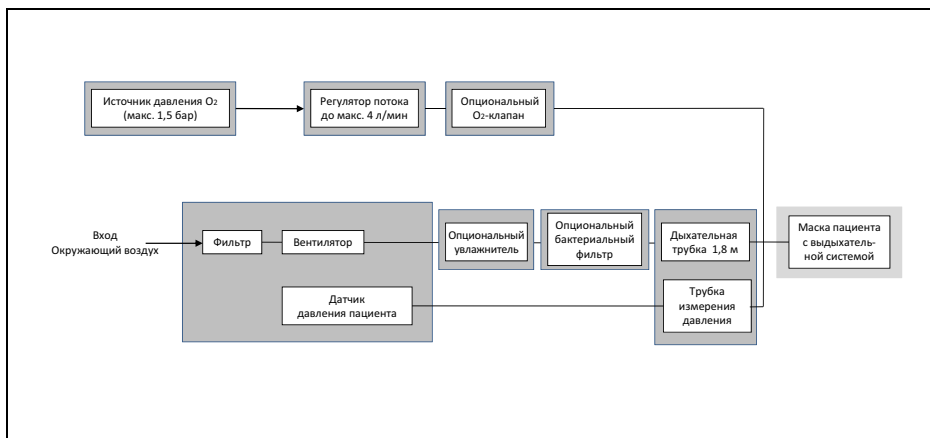 Источник давления O2
(макс. 1,5 бар)
Регулятор потока
до макс. 4 л/мин
Опциональный
O2-клапан
Вход
Окружающий воздух
Фильтр
Вентилятор
Опциональный
увлажнитель
Опциональный
бактериальный
фильтр
Дыхательная
трубка 1,8 м
Маска пациента
с выдыхатель-
ной системой
Датчик
давления пациента
Трубка
измерения
давления